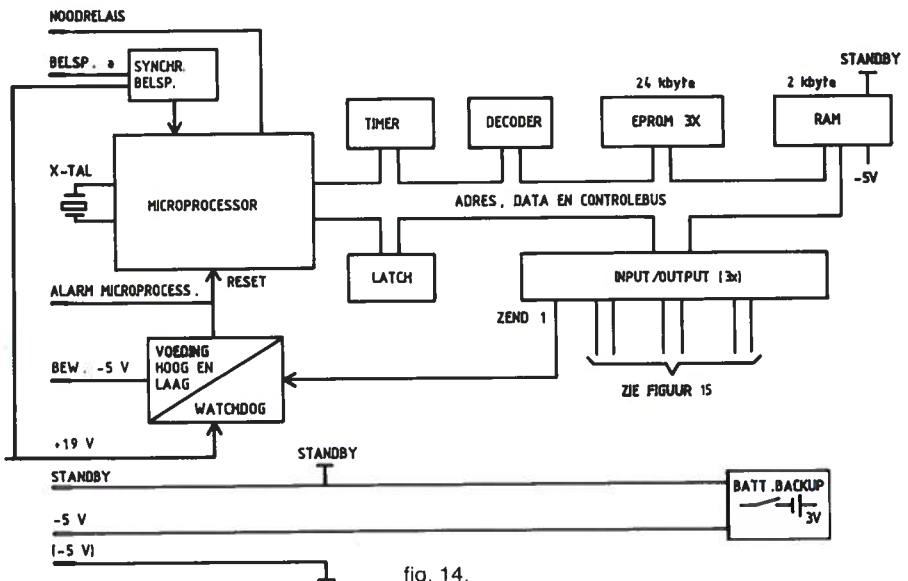 NOODRELAIS
BELSP. a
SYNCHR.
BELSP.
STANDBY
24 kbyte
2 kbyte
TIMER
DECODER
EPROM 3X
RAM
-5V
X-TAL
MICROPROCESSOR
ADRES, DATA EN CONTROLEBUS
LATCH
INPUT/OUTPUT (3x)
RESET
ALARM MICROPROCESS.
ZEND 1
VOEDING
HOOG EN
LAAG
WATCHDOG
BEW. -5 V
ZIE FIGUUR 15
+19 V
STANDBY
STANDBY
BATT.BACKUP
3V
-5 V
(-5 V)
fig. 14.